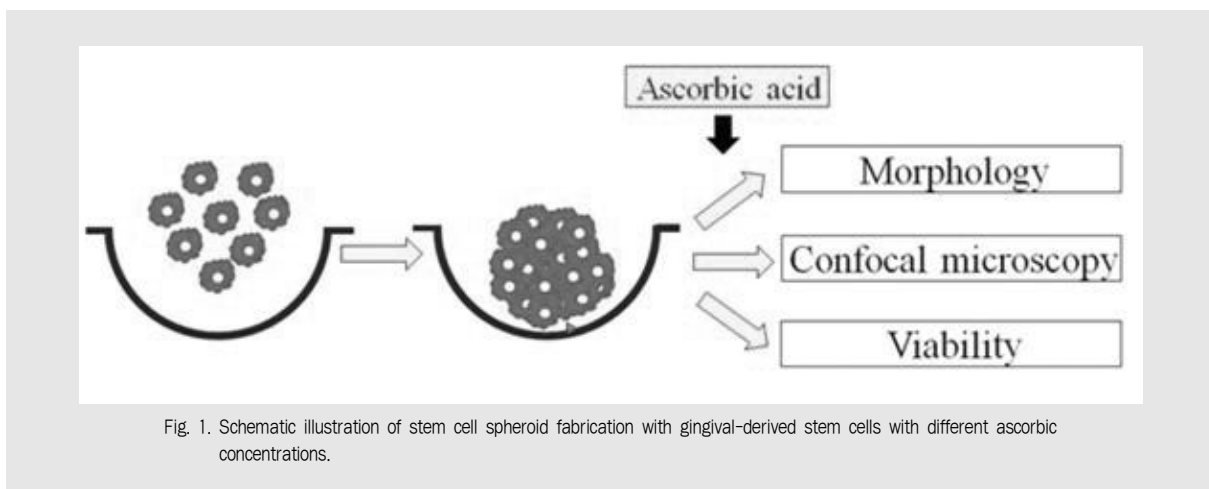 Ascorbic acid
Morphology
Confocal microscopy
Viability
Fig. 1. Schematic illustration of stem cell spheroid fabrication with gingival-derived stem cells with different ascorbic
concentrations.